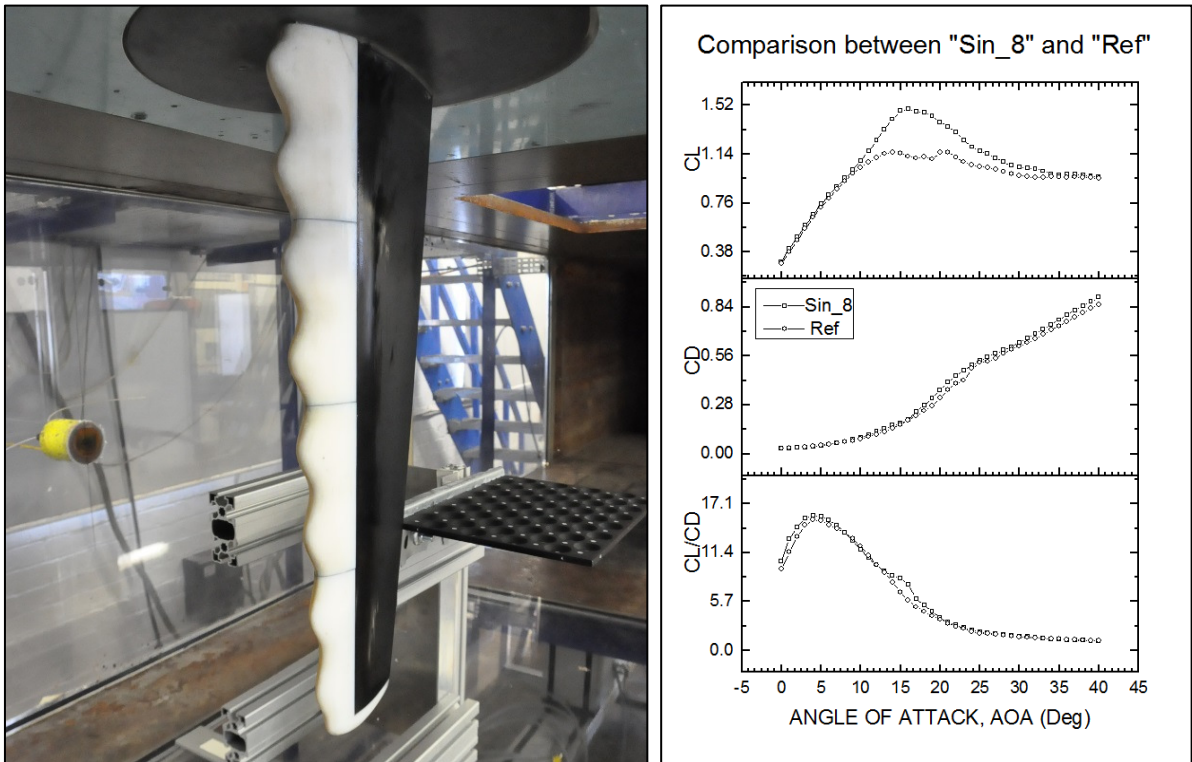 Comparison between "Sin_8" and "Ref"
1.52
1.14
0.76
0.38
CL
0.84
0.56
0.28
0.00
CD
Sin_8
Ref
17.1
11.4
5.7
0.0
CL/CD
-5 0 5 10 15 20 25 30 35 40 45
ANGLE OF ATTACK, AOA (Deg)